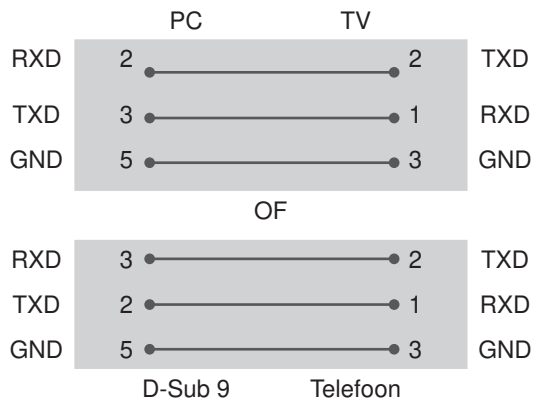 PC TV
RXD 2 2 TXD
TXD 3 1 RXD
GND 5 3 GND
OF
RXD 3 2 TXD
TXD 2 1 RXD
GND 5 3 GND
D-Sub 9 Telefoon